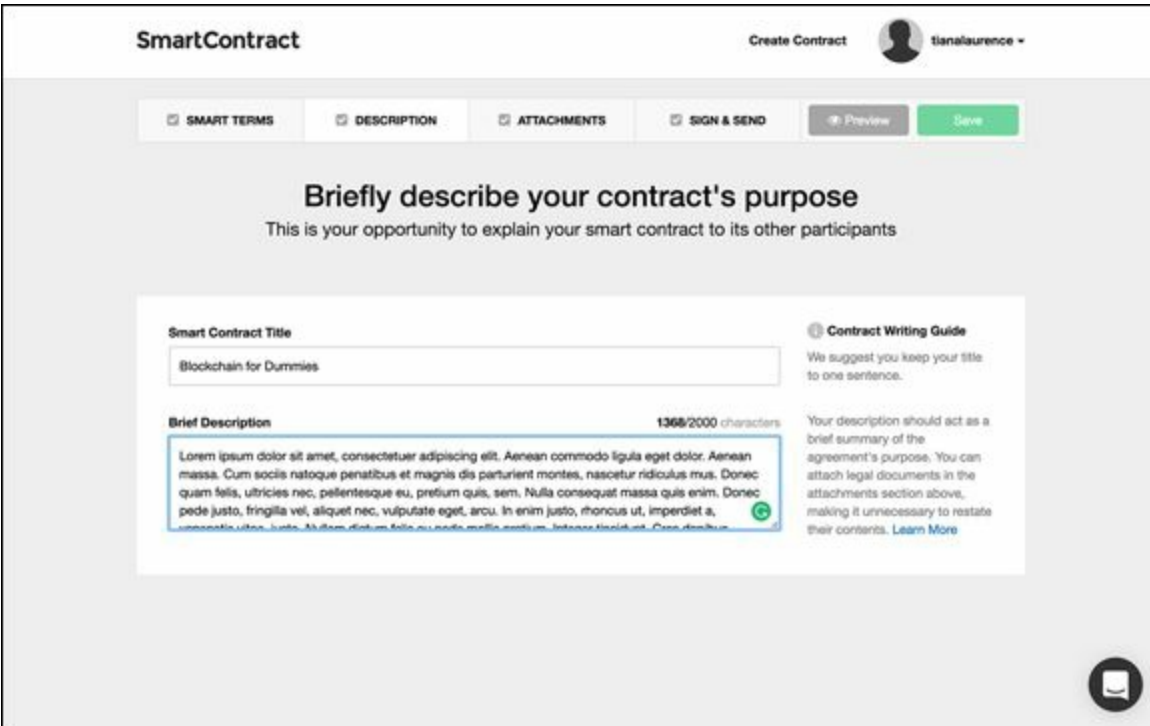 SmartContract
Create Contract
tianalaurence
SMART TERMS
DESCRIPTION
ATTACHMENTS
SIGN & SEND
Preview
Save
Briefly describe your contract's purpose
This is your opportunity to explain your smart contract to its other participants
Smart Contract Title
Blockchain for Dummies
Brief Description
1368/2000 characters
Lorem ipsum dolor sit amet, consectetuer adipiscing elit. Aenean commodo ligula eget dolor. Aenean
massa. Cum sociis natoque penatibus et magnis dis parturient montes, nascetur ridiculus mus. Donec
quam felis, ultricies nec, pellentesque eu, pretium quis, sem. Nulla consequat massa quis enim. Donec
pede justo, fringilla vel, aliquet nec, vulputate eget, arcu. In enim justo, rhoncus ut, imperdiet a,
Contract Writing Guide
We suggest you keep your title
to one sentence.
Your description should act as a
brief summary of the
agreement's purpose. You can
attach legal documents in the
attachments section above,
making it unnecessary to restate
their contents. Learn More